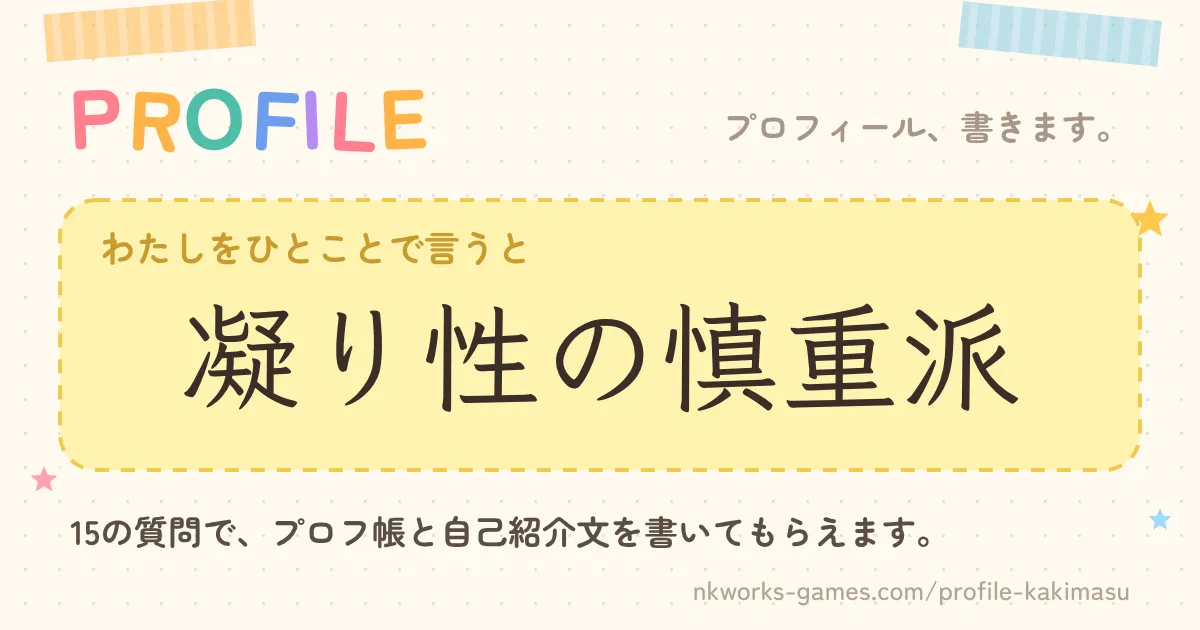 PROFILE
プロフィール、書きます。
わたしをひとことで言うと
凝り性の慎重派
15の質問で、プロフ帳と自己紹介文を書いてもらえます。
nkworks-games.com/profile-kakimasu